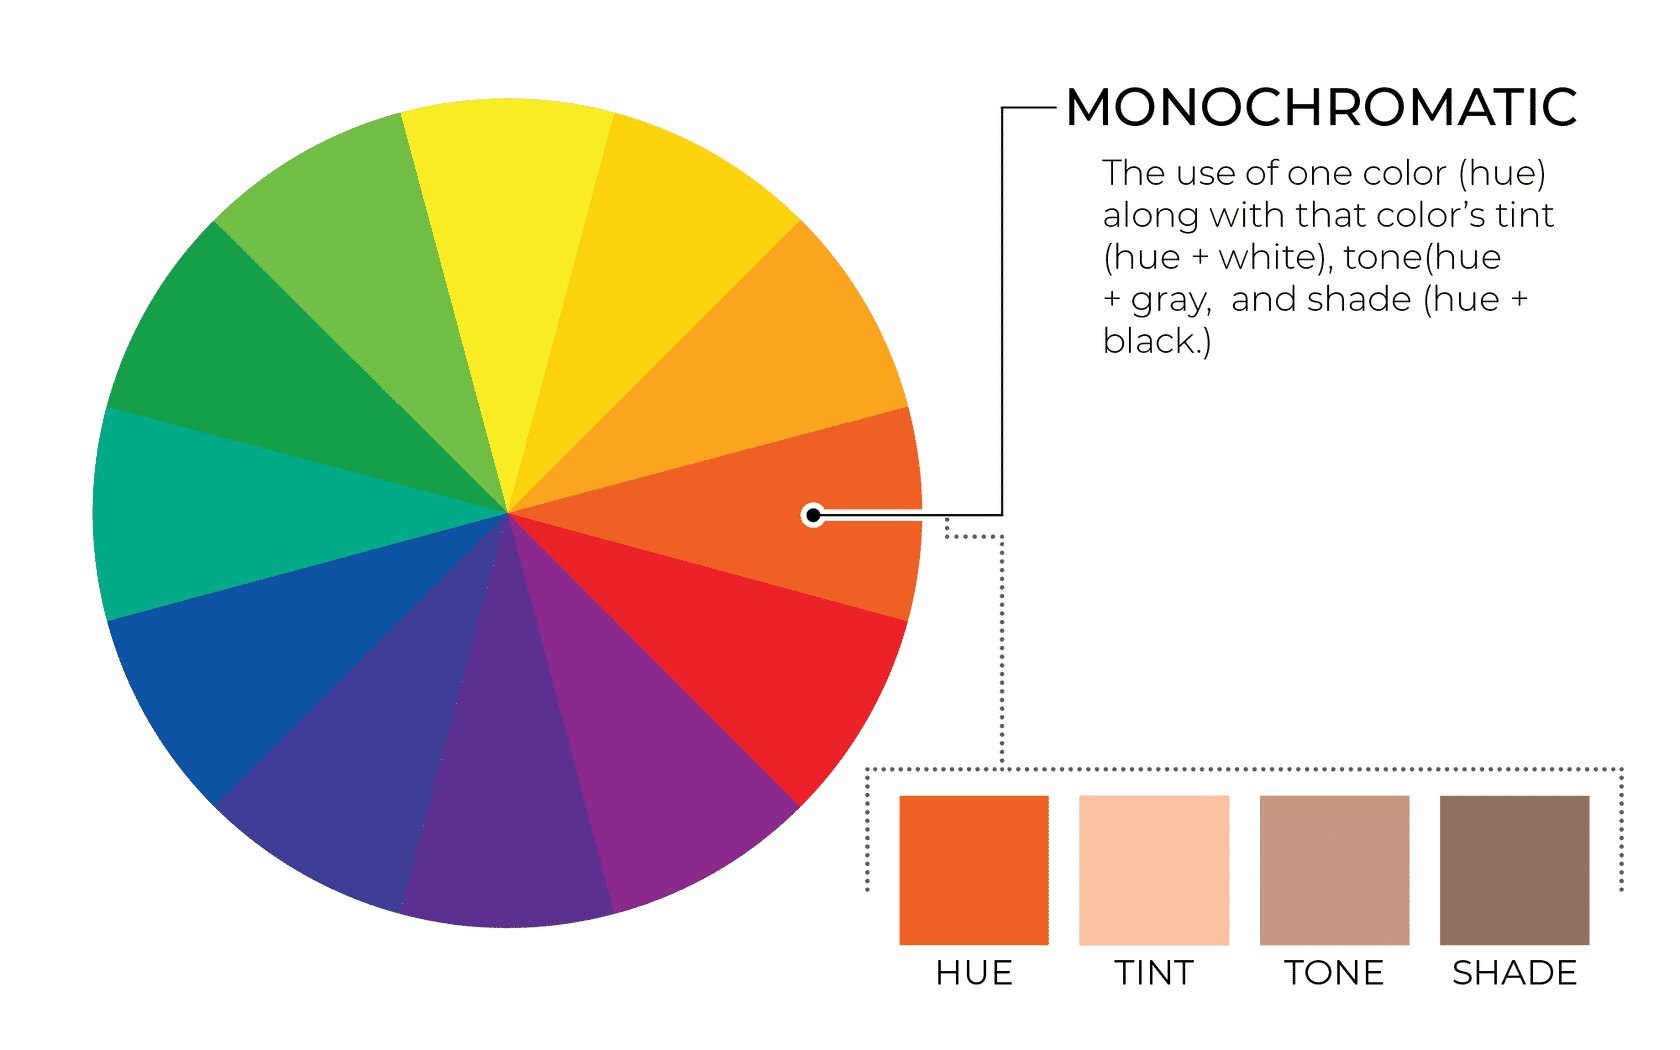 MONOCHROMATIC
The use of one color (hue)
along with that color’s tint
(hue + white), tone(hue
+ gray,  and shade (hue +
black.)
HUE
TINT
TONE
SHADE